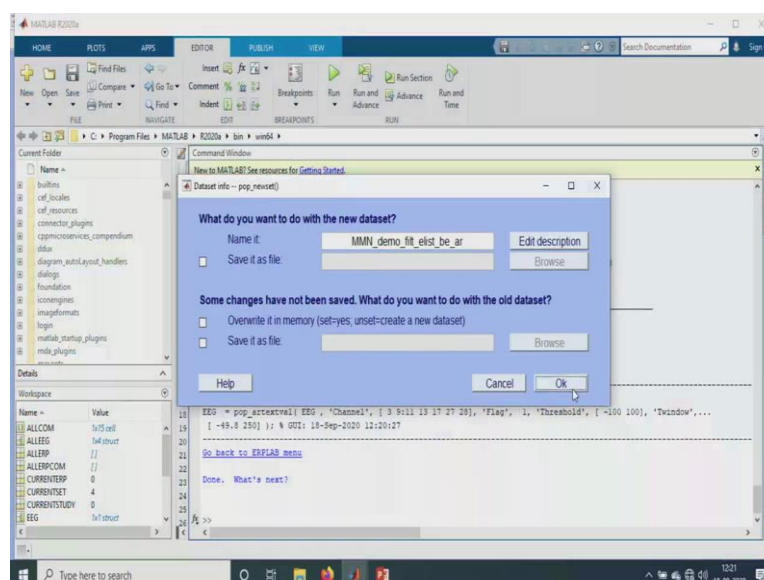 MATLAB R2020a
HOME PLOTS APPS EDITOR PUBLISH VIEW
Search Documentation
Sign
New Open Save
Find Files
Compare
Print
Go To
Find
Insert
Comment
Indent
Breakpoints
Run
Run and Advance
Run Section
Advance
Run and Time
FILE NAVIGATE EDIT BREAKPOINTS RUN
C: Program Files MATLAB R2020a bin win64
Current Folder
Name
builtins
cef_locales
cef_resources
connector_plugins
cppmicroservices_compendium
ddux
diagram_autoLayout_handlers
dialogs
foundation
icons
iconengines
imageformats
login
matlab_startup_plugins
mda_plugins
Details
Workspace
Name Value
ALLCOM 1x15 cell
ALLEEG 1x4 struct
ALLERP []
ALLERPCOM []
CURRENTERP 0
CURRENTSET 4
CURRENTSTUDY 0
EEG 1x1 struct
Command Window
New to MATLAB? See resources for Getting Started.
Dataset info -- pop_newset()
What do you want to do with the new dataset?
Name it: MMN_demo_filt_elist_be_ar Edit description
Save it as file: Browse
Some changes have not been saved. What do you want to do with the old dataset?
Overwrite it in memory (set=yes; unset=create a new dataset)
Save it as file: Browse
Help Cancel Ok
18 EEG = pop_artextval( EEG , 'Channel', [ 3 9:11 13 17 27 28], 'Flag', 1, 'Threshold', [ -100 100], 'Twindow',...
19 [ -49.8 250] ); % GUI: 18-Sep-2020 12:20:27
20
21 Go back to ERPLAB menu
22
23 Done. What's next?
24
25
26 fx >>
Type here to search
12:21